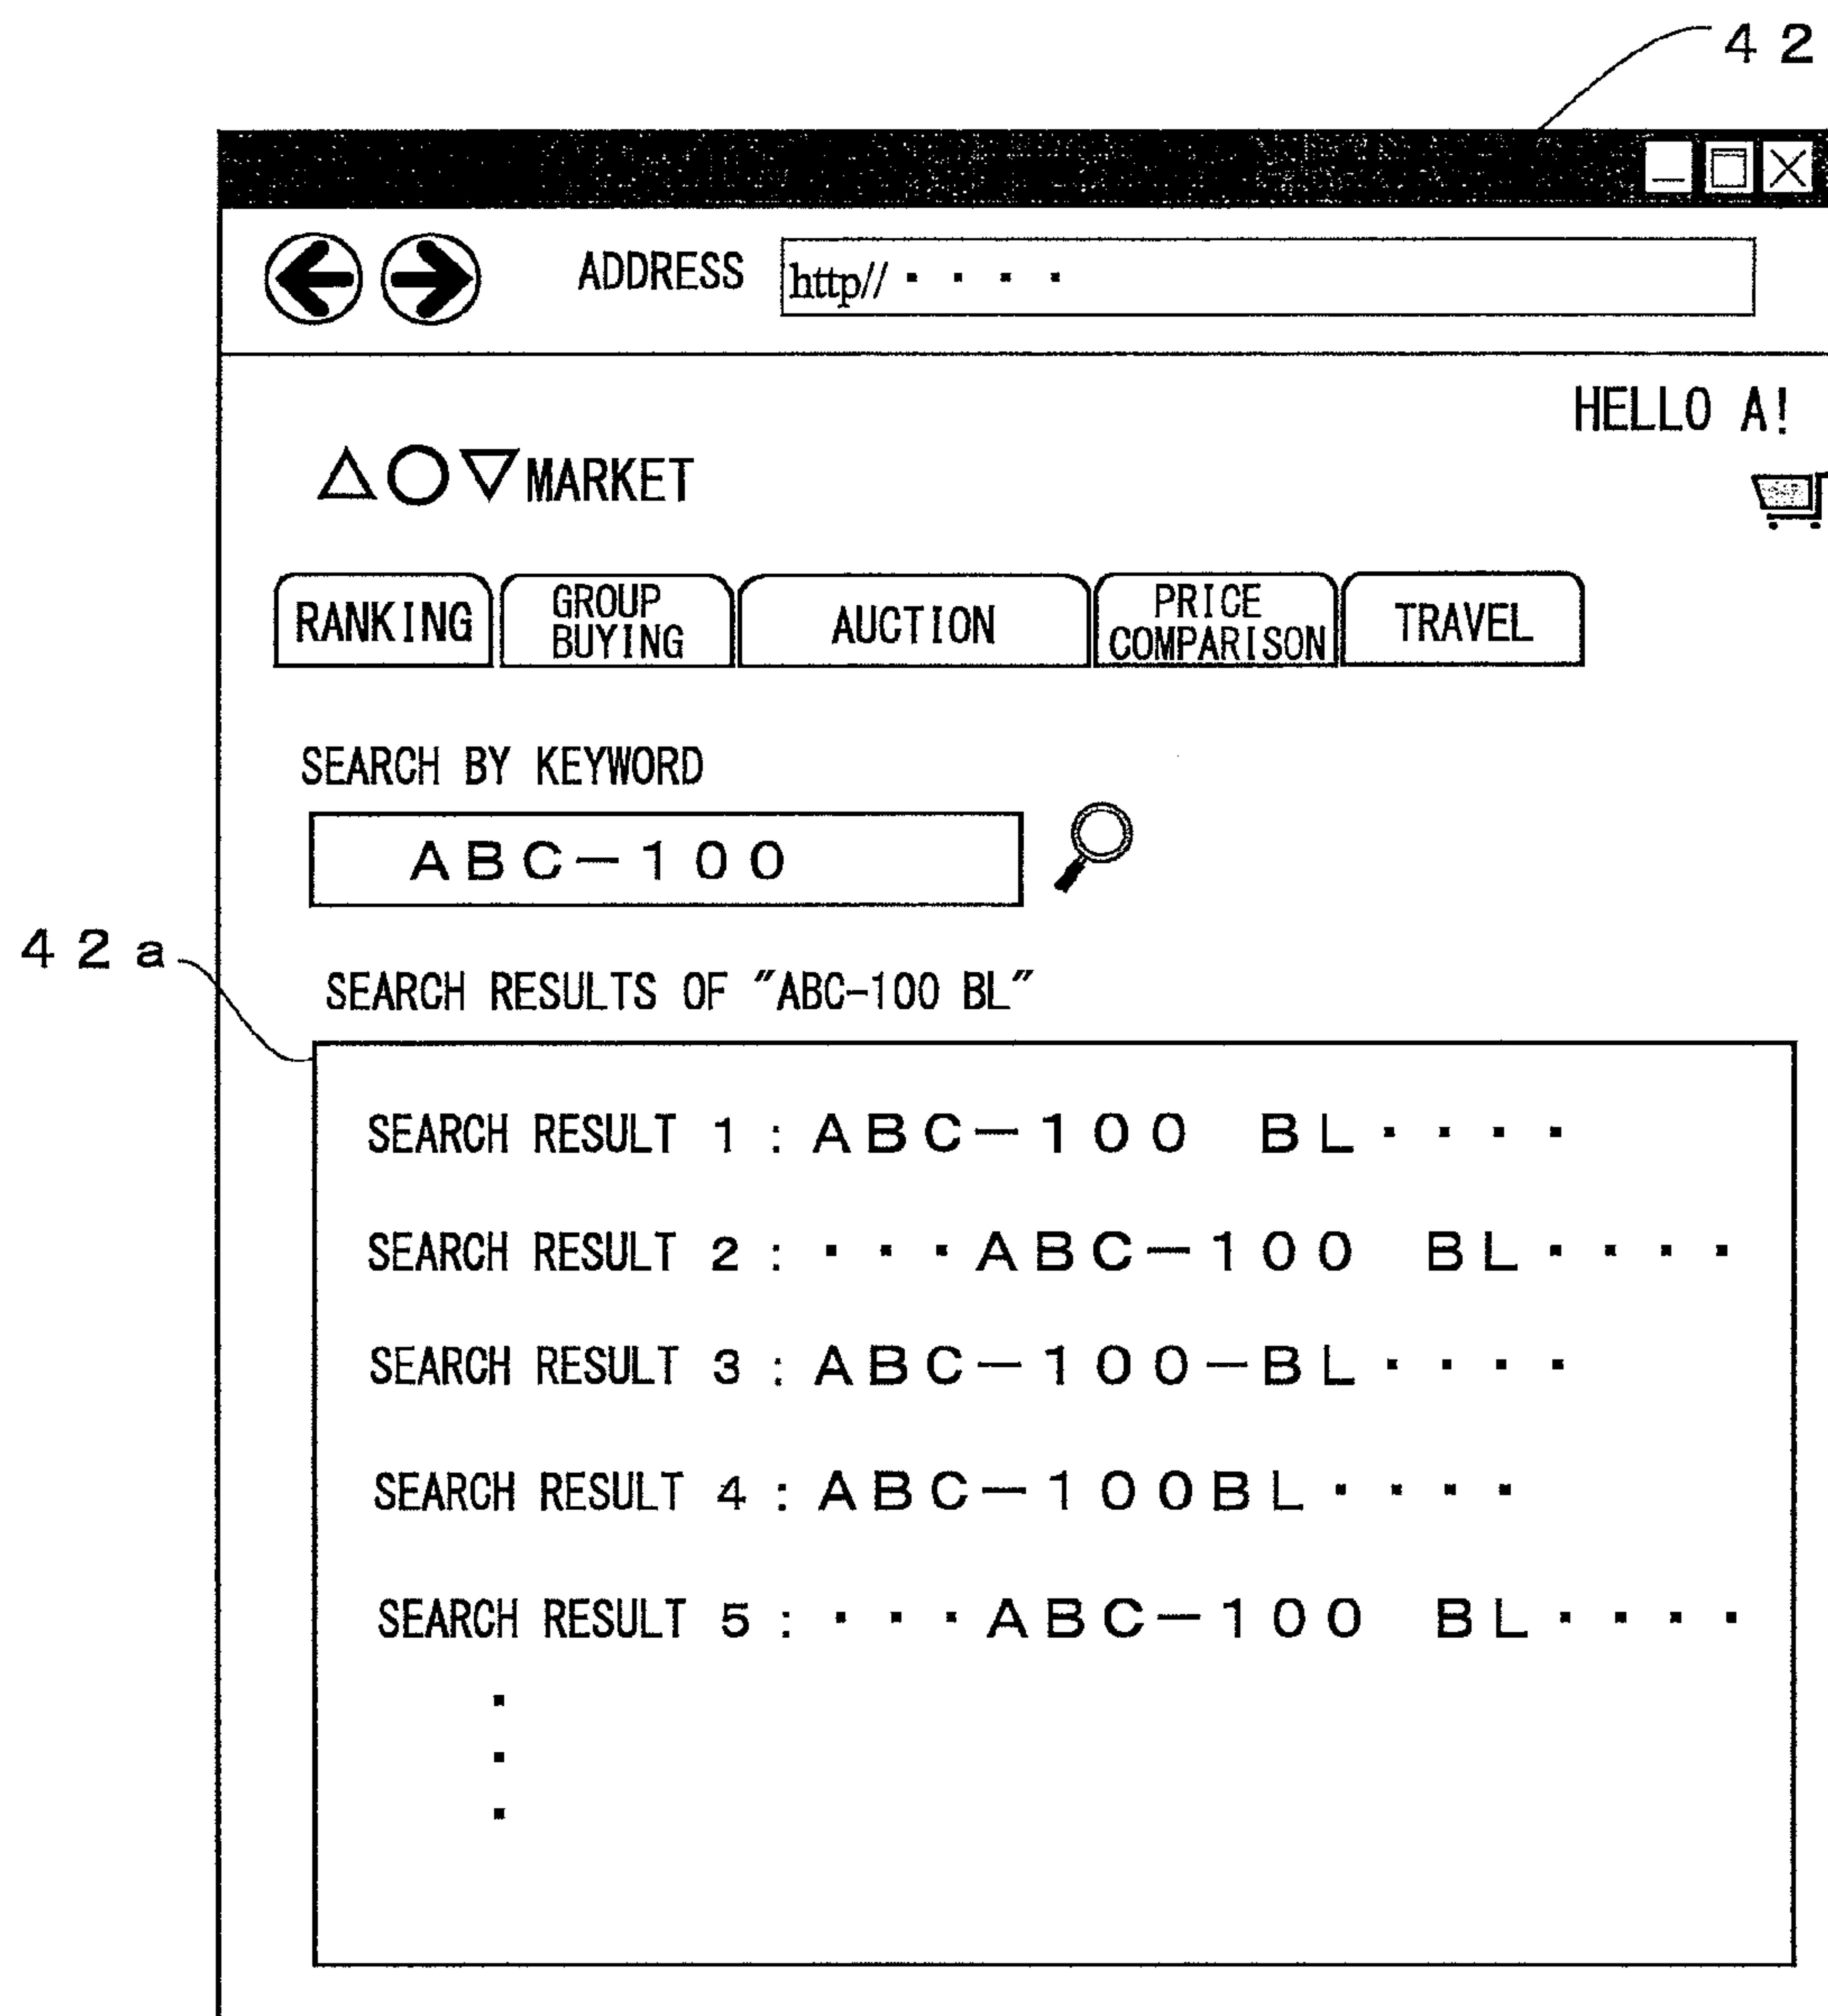 42
ADDRESS http//・・・・
HELLO A!
△○▽MARKET
RANKING
GROUP
BUYING
AUCTION
PRICE
COMPARISON
TRAVEL
SEARCH BY KEYWORD
ABC-100
42a
SEARCH RESULTS OF "ABC-100 BL"
SEARCH RESULT 1 : ABC-100 BL・・・・
SEARCH RESULT 2 : ・・・ABC-100 BL・・・・
SEARCH RESULT 3 : ABC-100-BL・・・・
SEARCH RESULT 4 : ABC-100BL・・・・
SEARCH RESULT 5 : ・・・ABC-100 BL・・・・